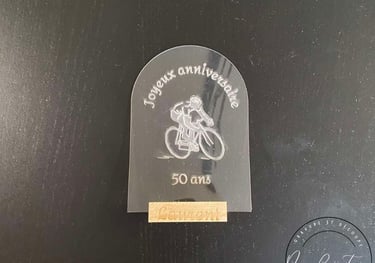 Joyeux anniversaire
50 ans
Laurent